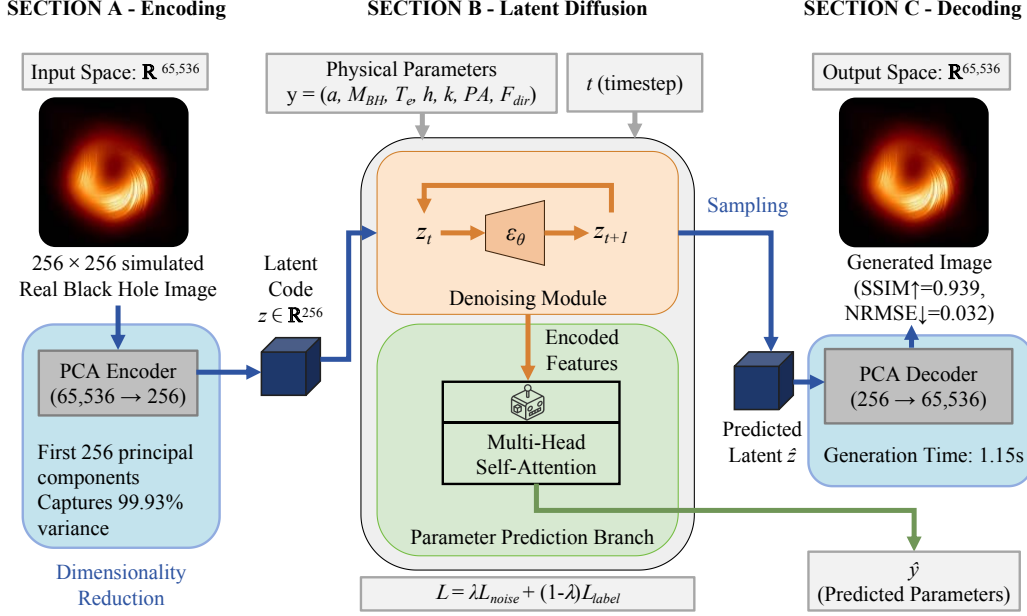 SECTION A - Encoding
SECTION B - Latent Diffusion
SECTION C - Decoding
Input Space: ℝ 65,536
256 × 256 simulated
Real Black Hole Image
PCA Encoder
(65,536 → 256)
First 256 principal
components
Captures 99.93%
variance
Dimensionality
Reduction
Latent
Code
z ∈ ℝ²⁵⁶
Physical Parameters
y = (a, M_BH, T_e, h, k, PA, F_dir)
t (timestep)
z_t
ε_θ
z_{t+1}
Denoising Module
Encoded
Features
Multi-Head
Self-Attention
Parameter Prediction Branch
L = λL_noise + (1-λ)L_label
Sampling
Predicted
Latent ẑ
Output Space: ℝ65,536
Generated Image
(SSIM↑=0.939,
NRMSE↓=0.032)
PCA Decoder
(256 → 65,536)
Generation Time: 1.15s
ŷ
(Predicted Parameters)